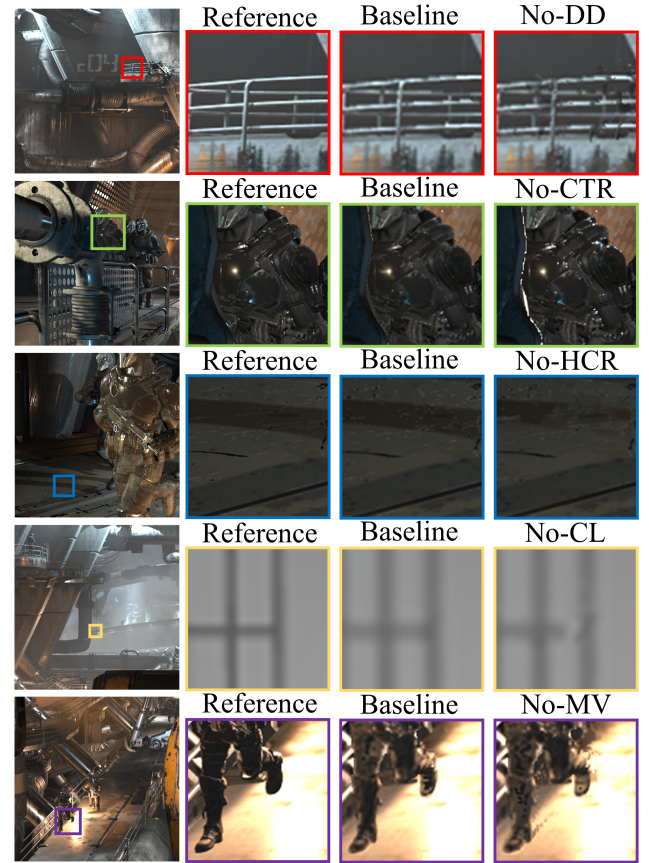 Reference Baseline No-DD
c04
Reference Baseline No-CTR
Reference Baseline No-HCR
Reference Baseline No-CL
Reference Baseline No-MV